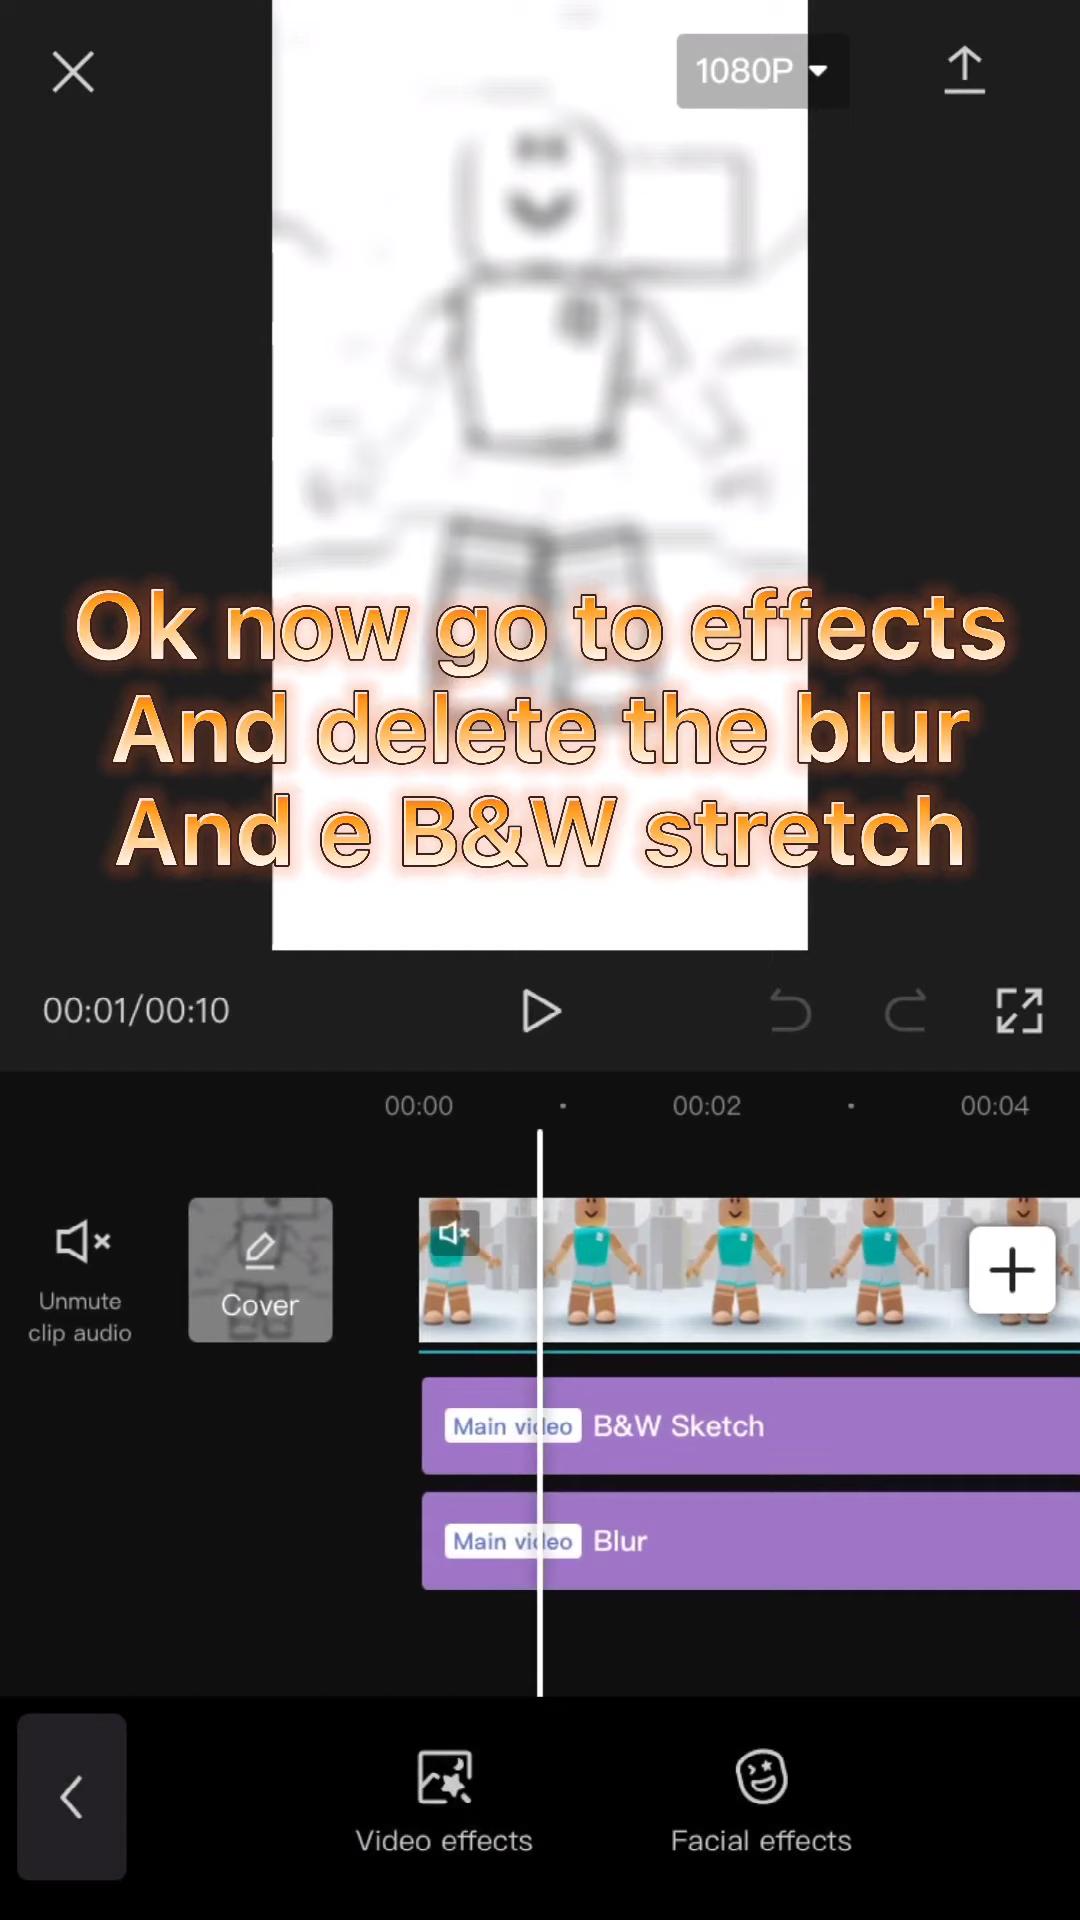 1080P
Ok now go to effects
And delete the blur
And e B&W stretch
00:01/00:10
00:00
00:02
00:04
Unmute
clip audio
Cover
Main video B&W Sketch
Main video Blur
Video effects
Facial effects